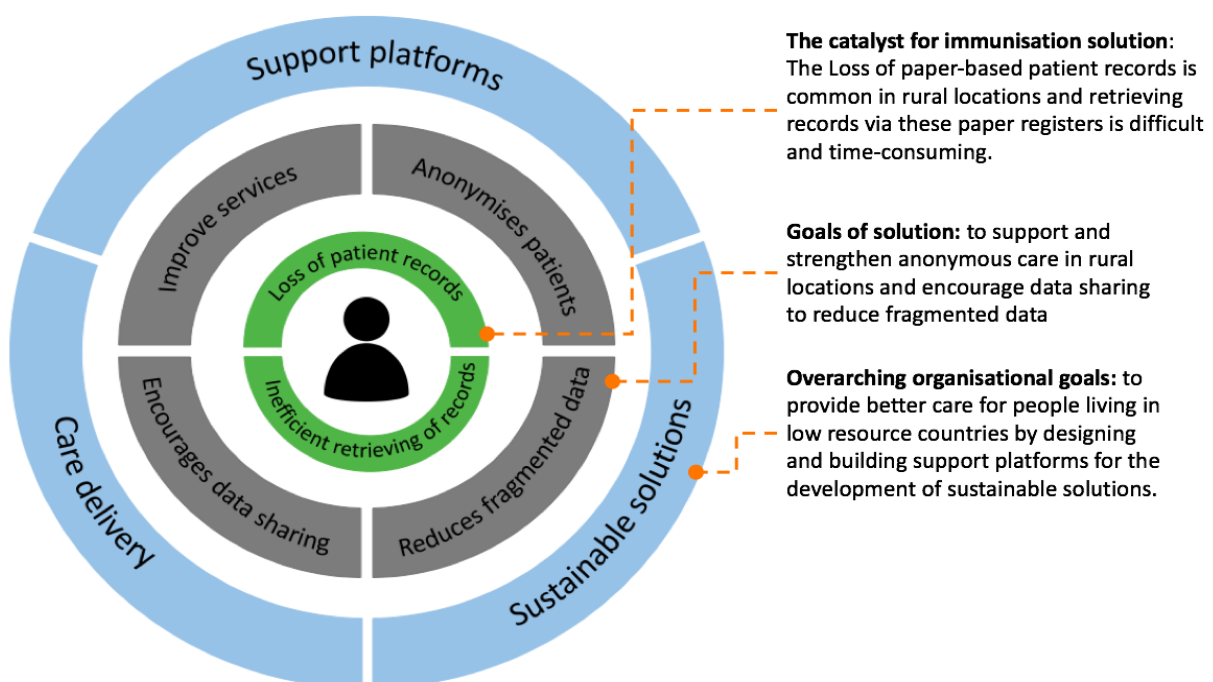 Support platforms
Improve services
Anonymises patients
Loss of patient records
Inefficient retrieving of records
Encourages data sharing
Reduces fragmented data
Care delivery
Sustainable solutions
The catalyst for immunisation solution:
The Loss of paper-based patient records is
common in rural locations and retrieving
records via these paper registers is difficult
and time-consuming.
Goals of solution: to support and
strengthen anonymous care in rural
locations and encourage data sharing
to reduce fragmented data
Overarching organisational goals: to
provide better care for people living in
low resource countries by designing
and building support platforms for the
development of sustainable solutions.